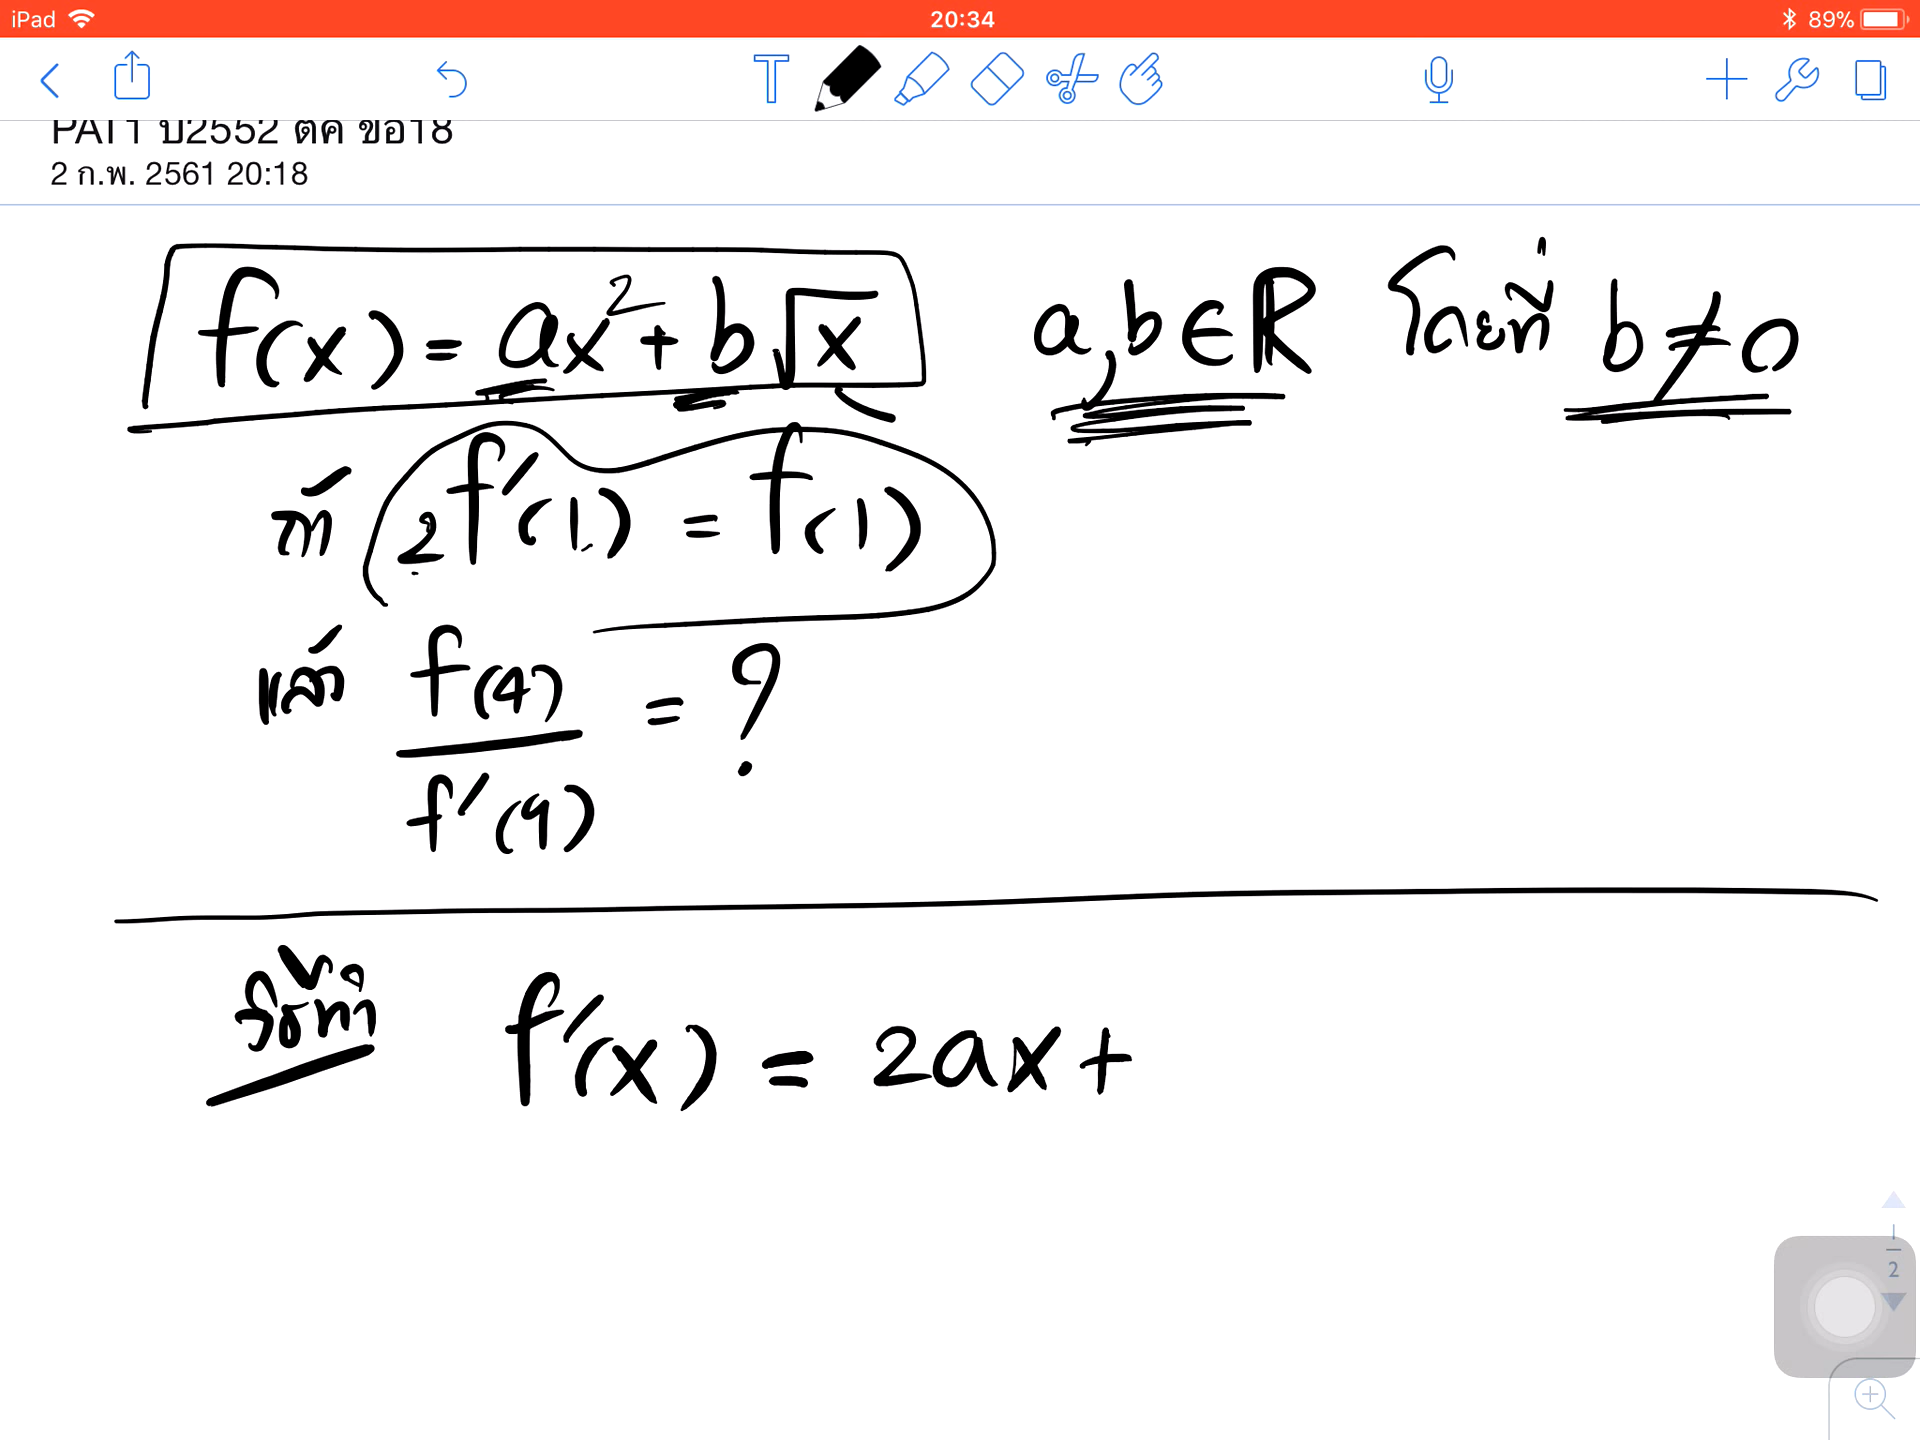 iPad 20:34 89%
T
PAT1 ปี2552 ตค ข้อ18
2 ก.พ. 2561 20:18
f(x) = ax² + b√x a,b ∈ ℝ โดยที่ b ≠ 0
ถ้า 2f'(1) = f(1)
แล้ว f(4)/f'(9) = ?
วิธีทำ f'(x) = 2ax +
1
2